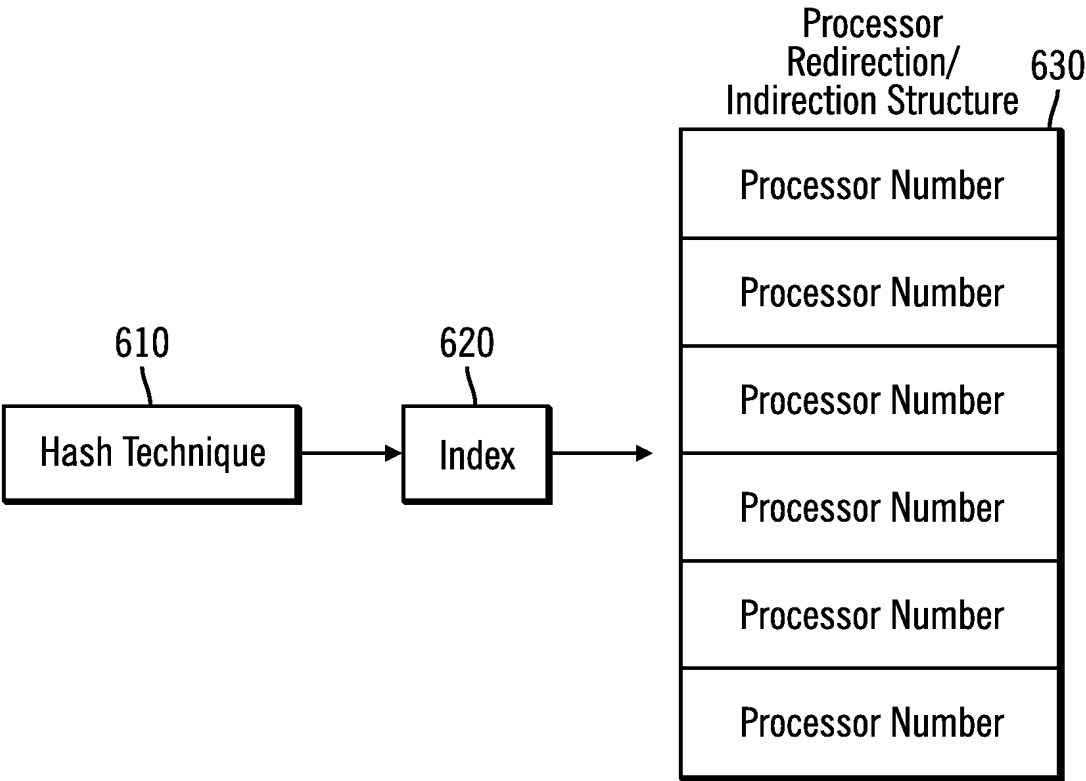 Processor
Redirection/
Indirection Structure
630
Processor Number
Processor Number
610
620
Processor Number
Hash Technique
Index
Processor Number
Processor Number
Processor Number